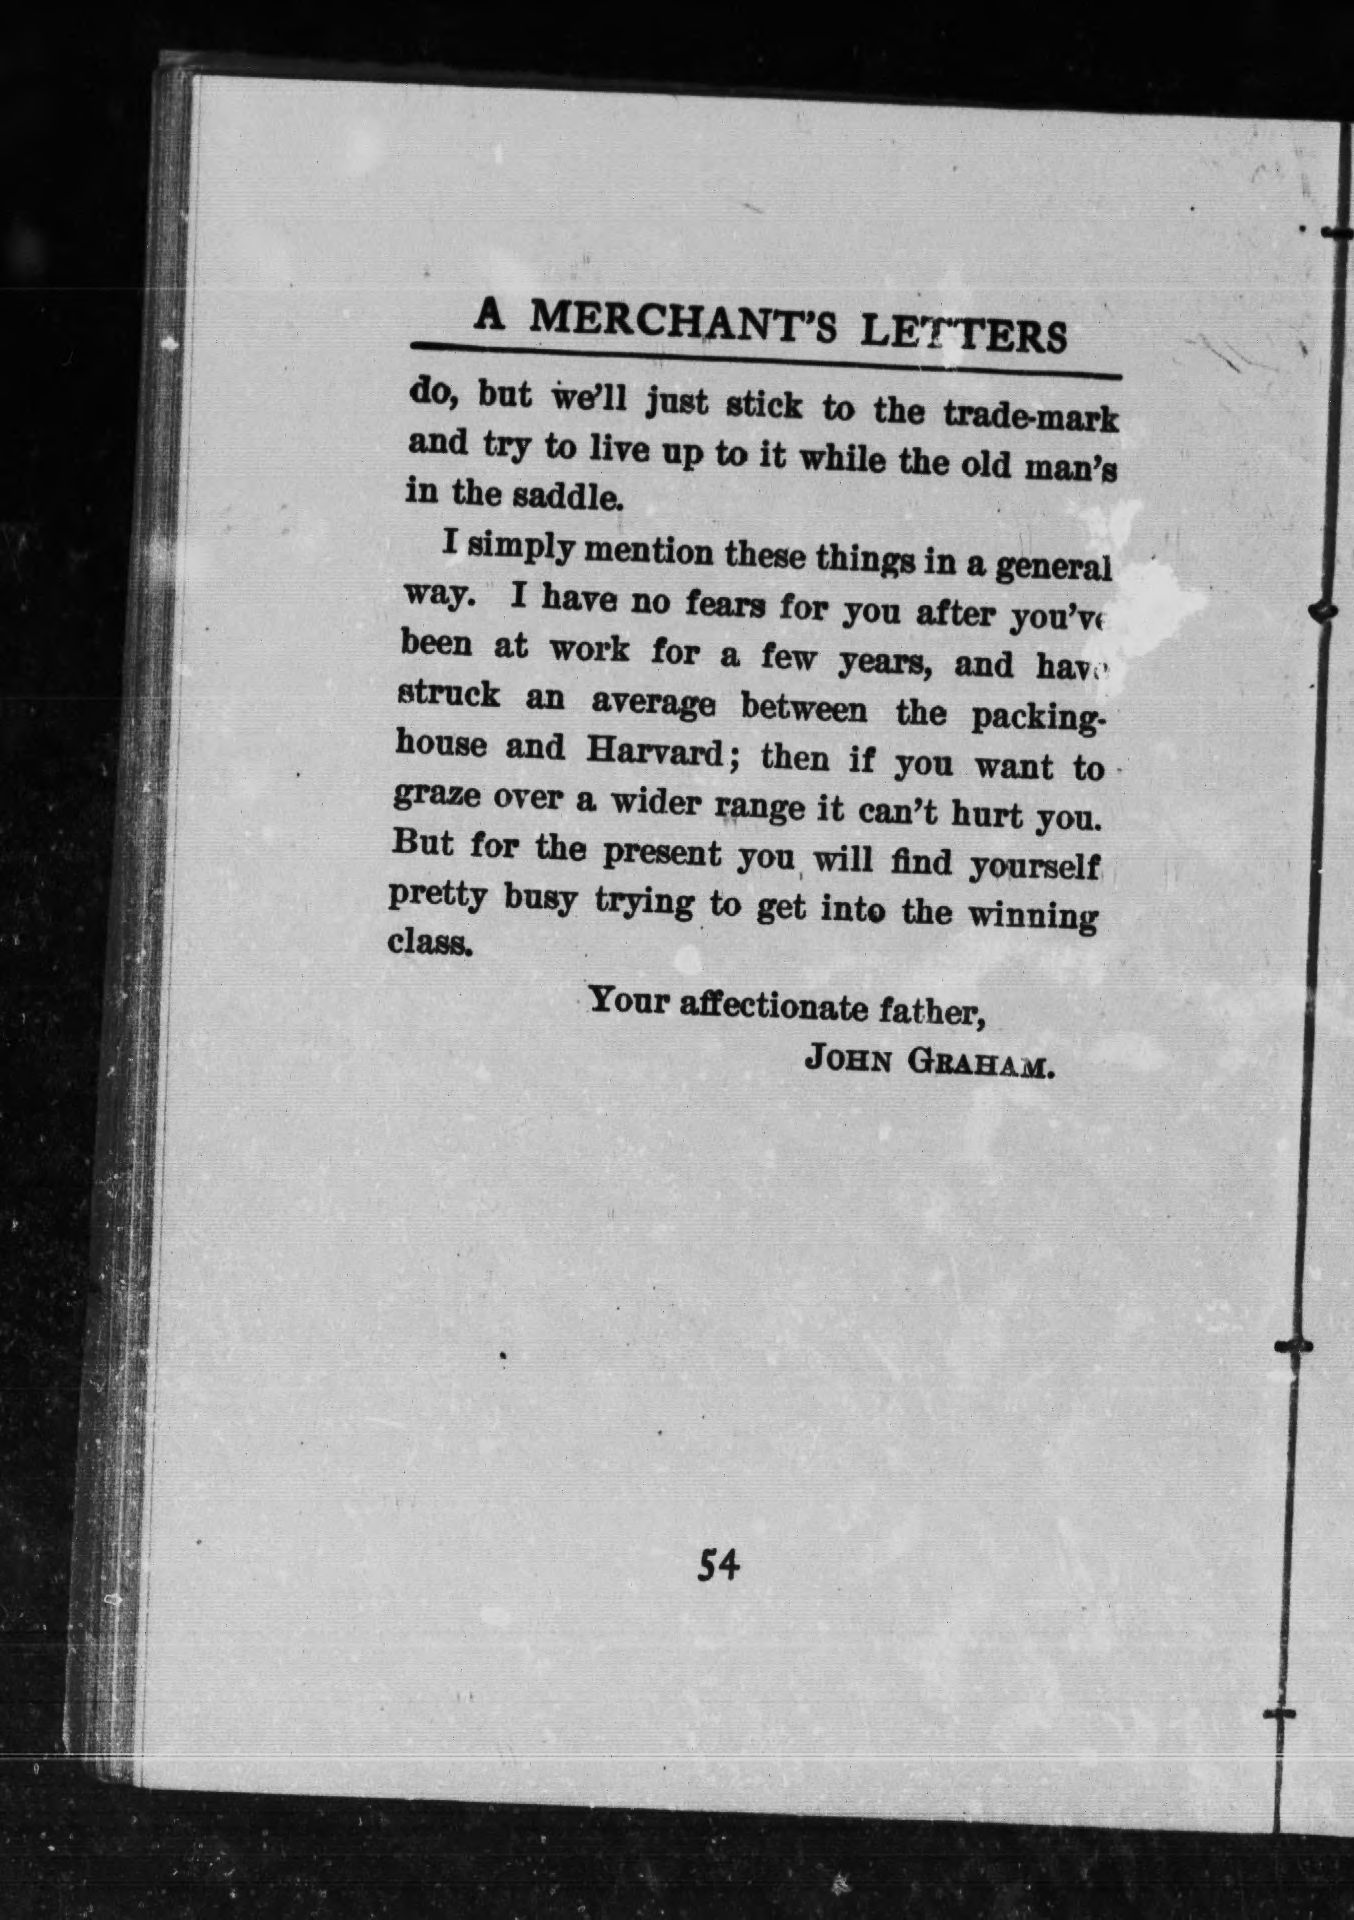 A MERCHANT'S LETTERS
do, but we'll just stick to the trade-mark
and try to live up to it while the old man's
in the saddle.
I simply mention these things in a general
way. I have no fears for you after you've
been at work for a few years, and have
struck an average between the packing-
house and Harvard; then if you want to
graze over a wider range it can't hurt you.
But for the present you will find yourself
pretty busy trying to get into the winning
class.
Your affectionate father,
JOHN GRAHAM.
54